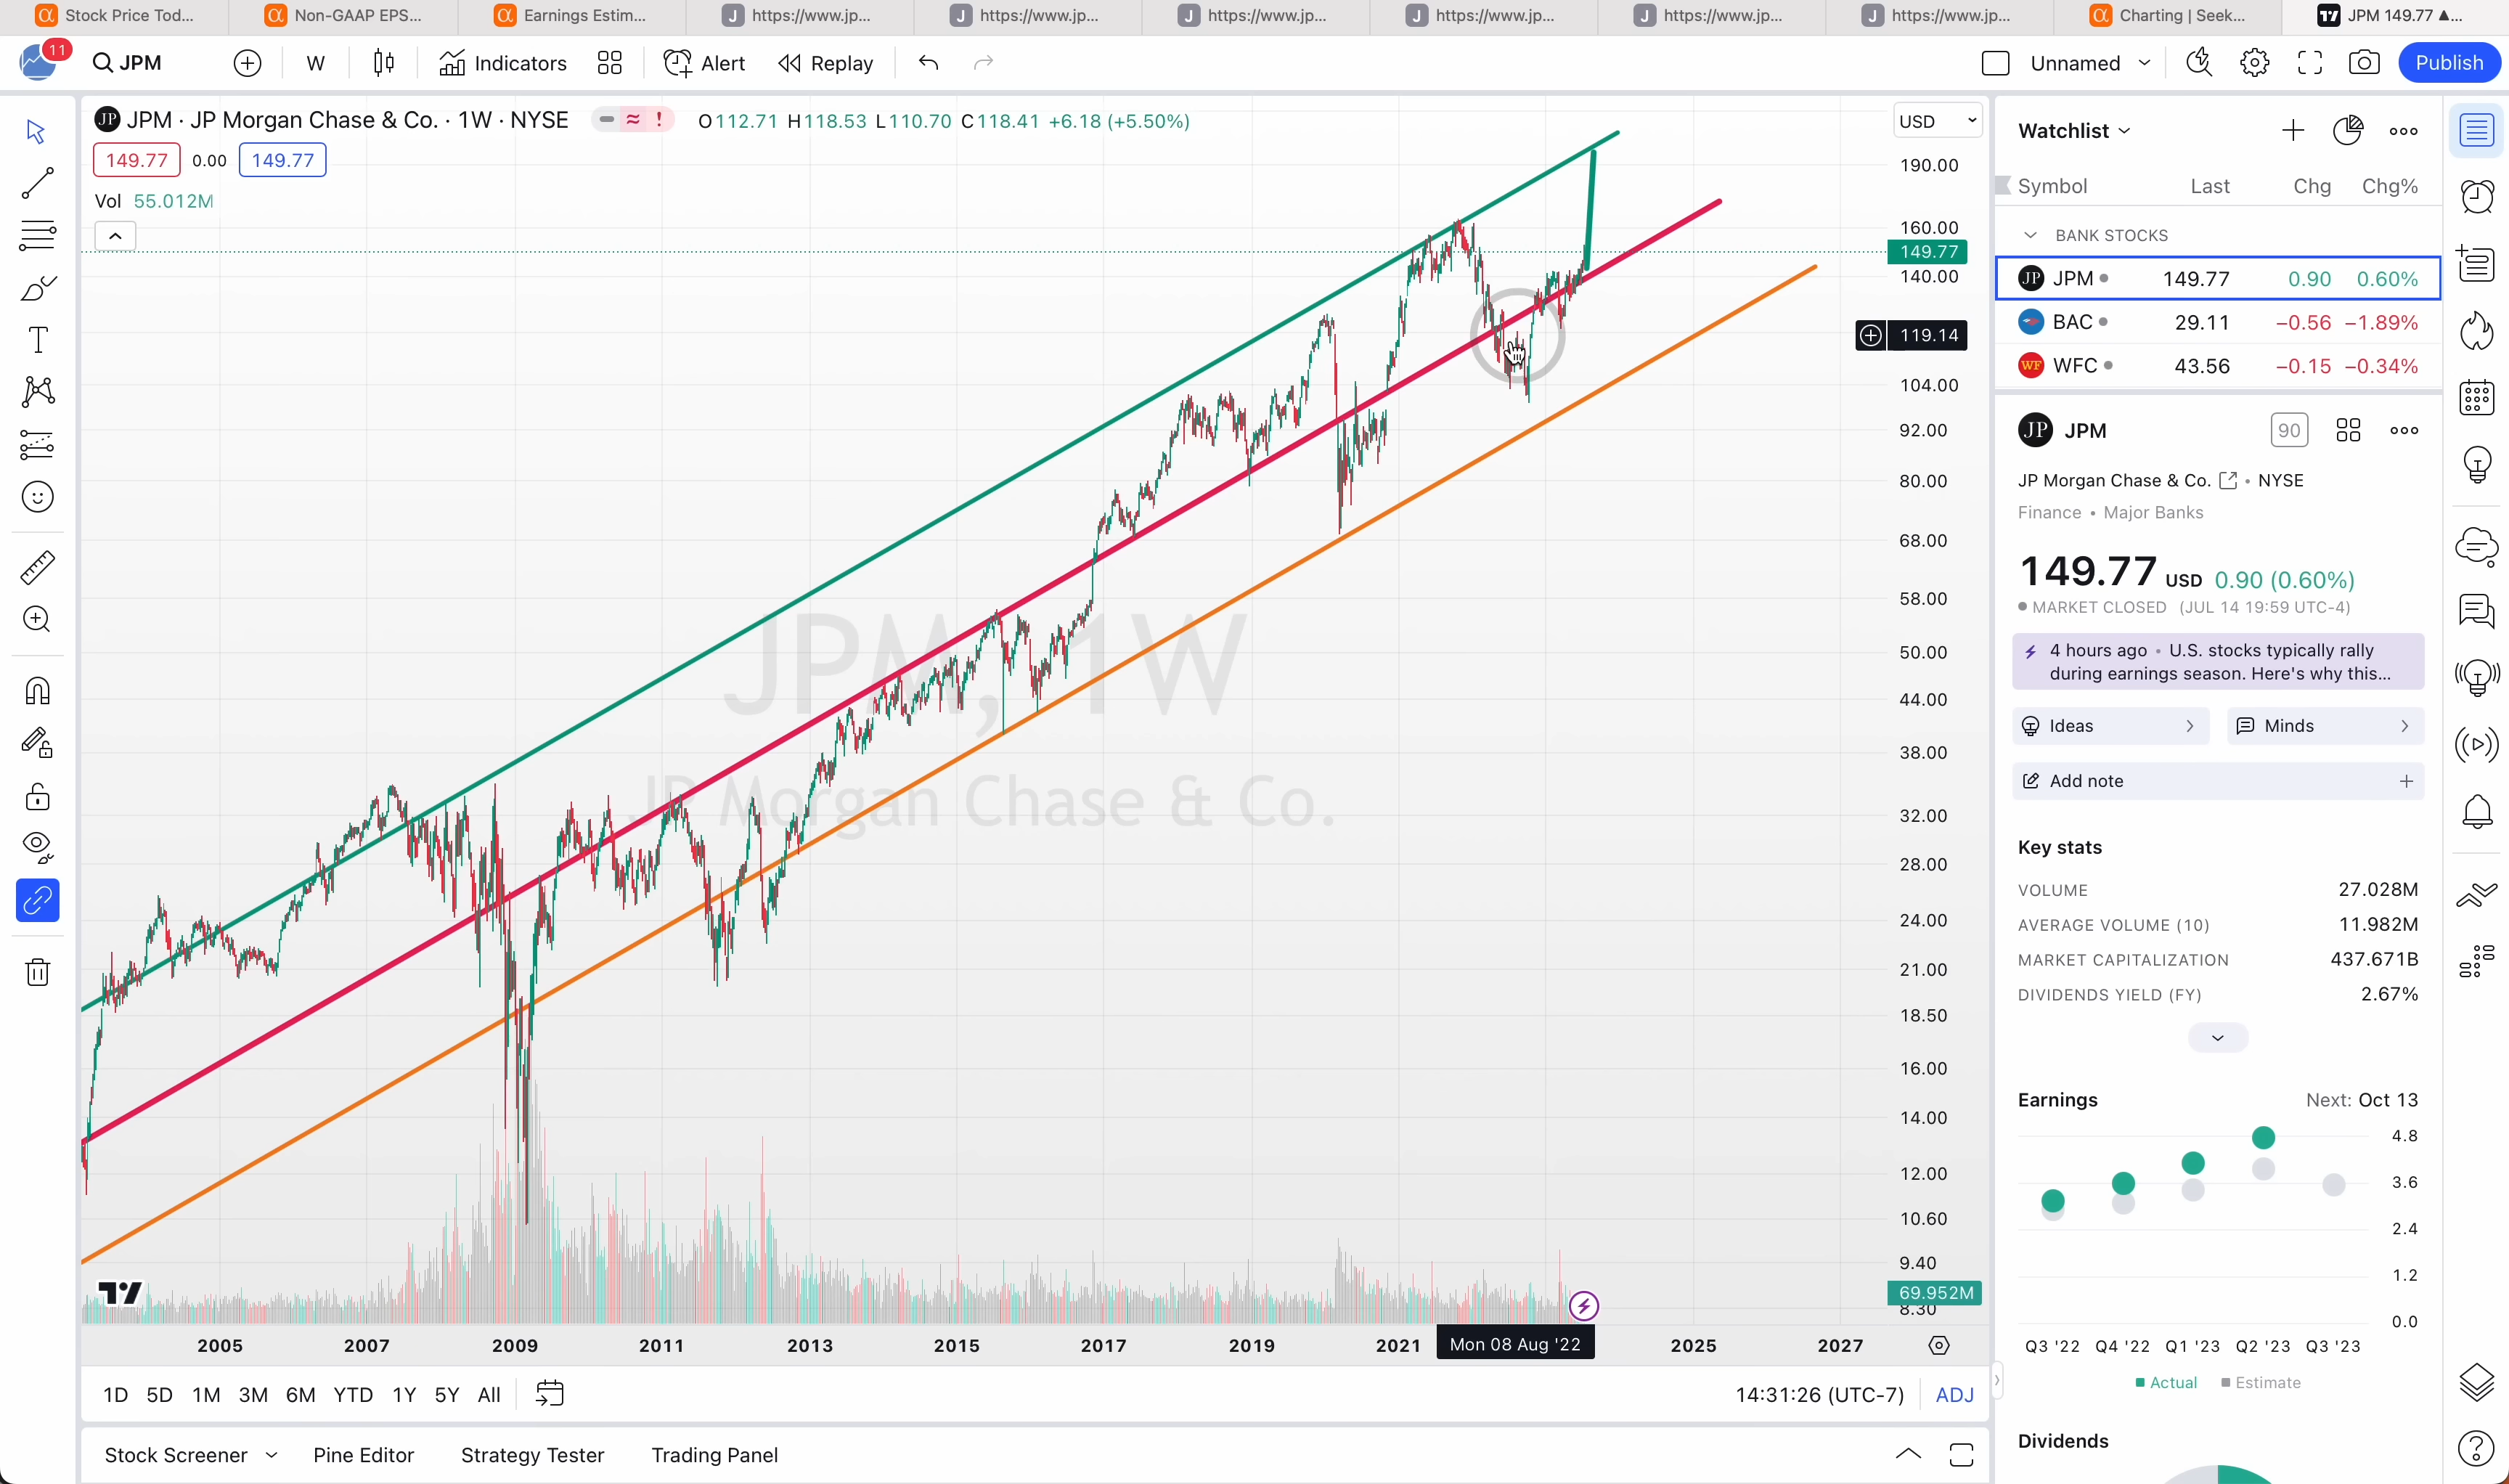 Stock Price Tod...
Non-GAAP EPS...
Earnings Estim...
https://www.jp...
https://www.jp...
https://www.jp...
https://www.jp...
https://www.jp...
https://www.jp...
Charting | Seek...
JPM 149.77 ▲...
11
JPM
W
Indicators
Alert
Replay
Unnamed
Publish
JPM · JP Morgan Chase & Co. · 1W · NYSE
O112.71 H118.53 L110.70 C118.41 +6.18 (+5.50%)
149.77 0.00 149.77
Vol 55.012M
USD
190.00
160.00
149.77
140.00
119.14
104.00
92.00
80.00
68.00
58.00
50.00
44.00
38.00
32.00
28.00
24.00
21.00
18.50
16.00
14.00
12.00
10.60
9.40
69.952M
8.30
JPM, 1W
JP Morgan Chase & Co.
2005 2007 2009 2011 2013 2015 2017 2019 2021 Mon 08 Aug '22 2025 2027
1D 5D 1M 3M 6M YTD 1Y 5Y All
14:31:26 (UTC-7) ADJ
Stock Screener Pine Editor Strategy Tester Trading Panel
Watchlist
Symbol Last Chg Chg%
BANK STOCKS
JP JPM 149.77 0.90 0.60%
BAC 29.11 −0.56 −1.89%
WF WFC 43.56 −0.15 −0.34%
JP JPM 90
JP Morgan Chase & Co. • NYSE
Finance • Major Banks
149.77 USD 0.90 (0.60%)
MARKET CLOSED (JUL 14 19:59 UTC-4)
4 hours ago • U.S. stocks typically rally
during earnings season. Here's why this...
Ideas Minds
Add note
Key stats
VOLUME 27.028M
AVERAGE VOLUME (10) 11.982M
MARKET CAPITALIZATION 437.671B
DIVIDENDS YIELD (FY) 2.67%
Earnings Next: Oct 13
4.8
3.6
2.4
1.2
0.0
Q3 '22 Q4 '22 Q1 '23 Q2 '23 Q3 '23
Actual Estimate
Dividends